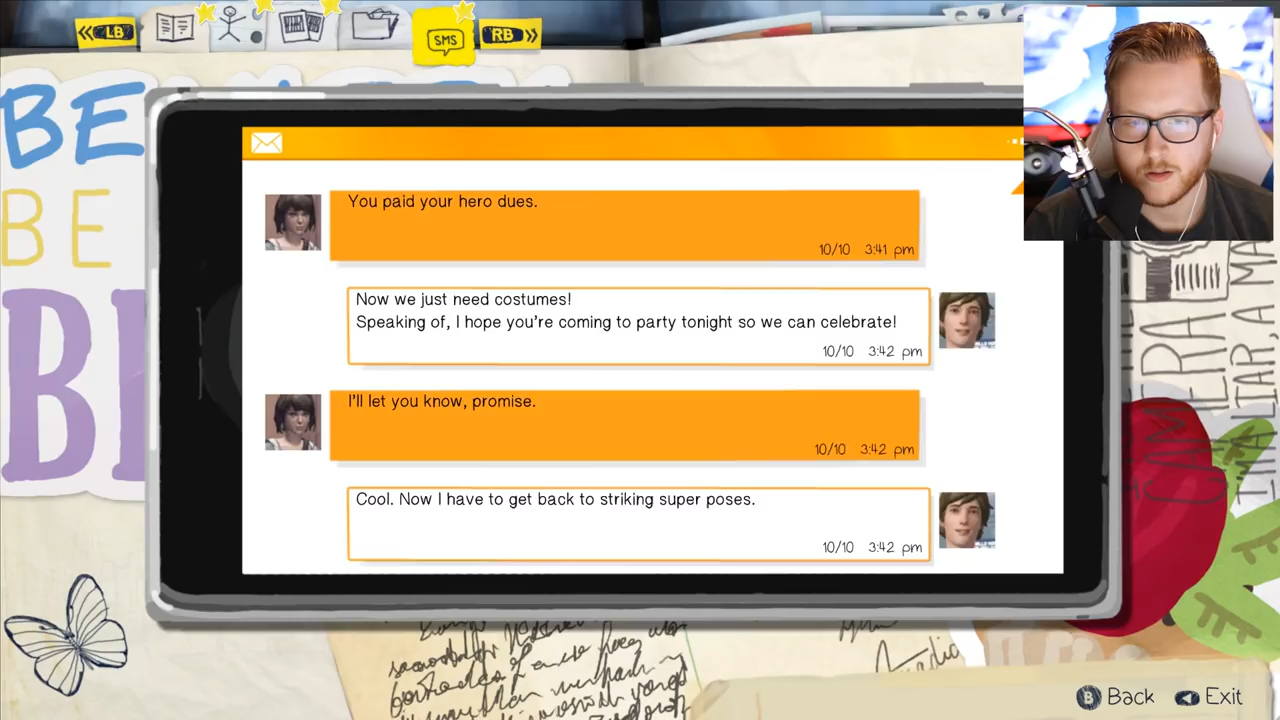 LB
SMS
RB
BE
BE
You paid your hero dues.
10/10 3:41 pm
Now we just need costumes!
Speaking of, I hope you're coming to party tonight so we can celebrate!
10/10 3:42 pm
I'll let you know, promise.
10/10 3:42 pm
Cool. Now I have to get back to striking super poses.
10/10 3:42 pm
CAMERA
B Back
Exit